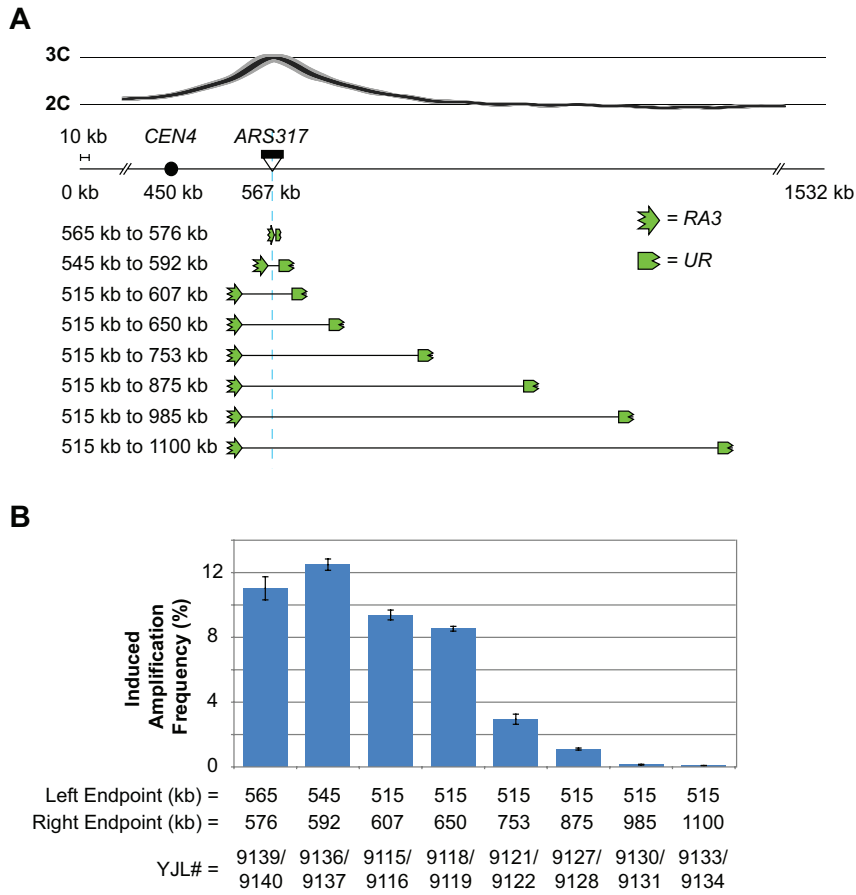 A
3C
2C
10 kb CEN4 ARS317
0 kb 450 kb 567 kb 1532 kb
565 kb to 576 kb
545 kb to 592 kb
515 kb to 607 kb
515 kb to 650 kb
515 kb to 753 kb
515 kb to 875 kb
515 kb to 985 kb
515 kb to 1100 kb
= RA3
= UR
B
Induced
Amplification
Frequency (%)
12
8
4
0
Left Endpoint (kb) = 565 545 515 515 515 515 515 515
Right Endpoint (kb) = 576 592 607 650 753 875 985 1100
YJL# = 9139/ 9136/ 9115/ 9118/ 9121/ 9127/ 9130/ 9133/
9140 9137 9116 9119 9122 9128 9131 9134